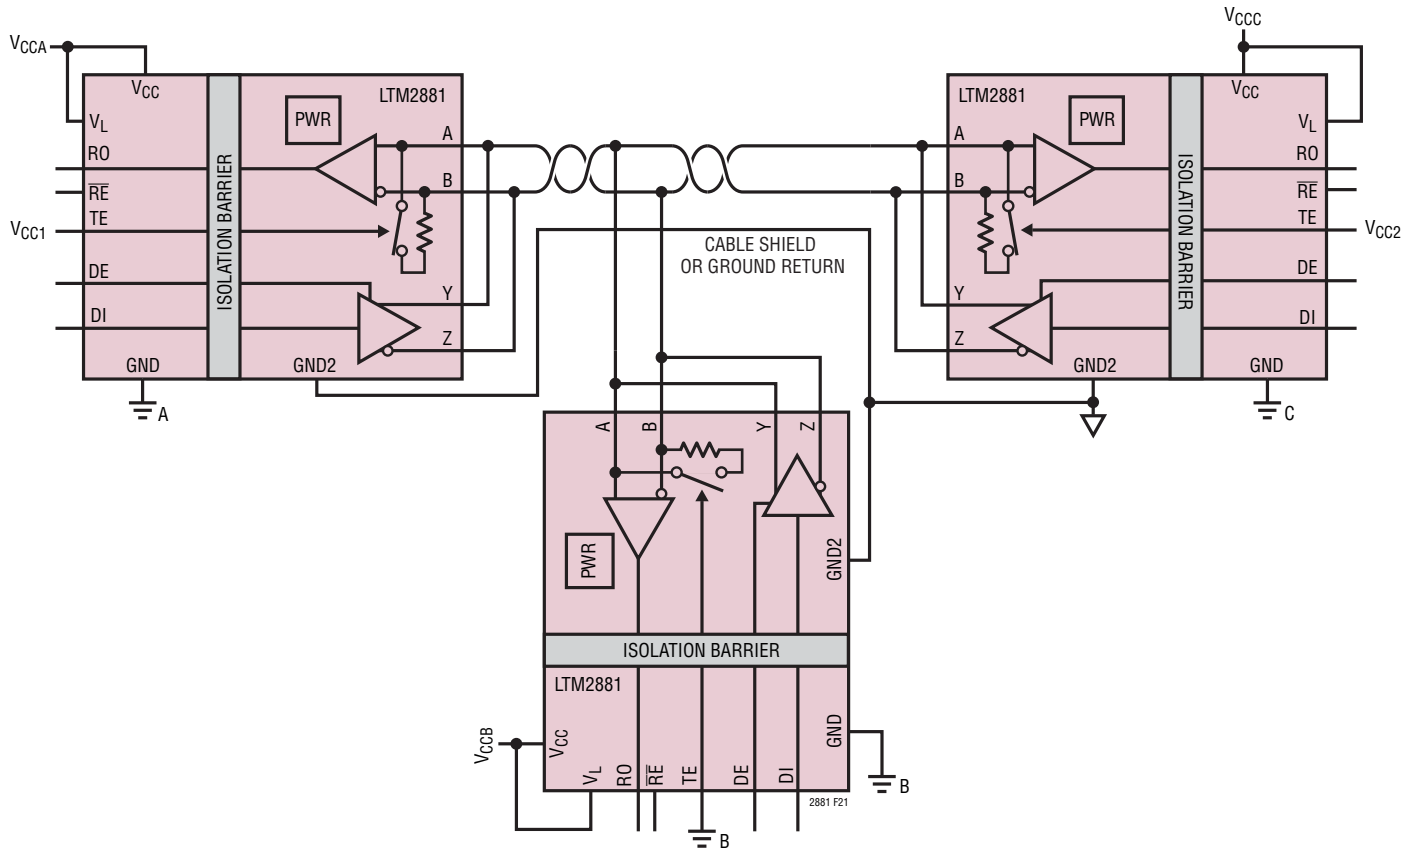 VCCA
VCC
LTM2881
PWR
VL
RO
RE
TE
VCC1
DE
DI
GND
GND2
ISOLATION BARRIER
A
B
Y
Z
A
CABLE SHIELD
OR GROUND RETURN
VCCC
VCC
LTM2881
PWR
A
B
Y
Z
VL
RO
RE
TE
VCC2
DE
DI
GND2
GND
ISOLATION BARRIER
C
A
B
Y
Z
PWR
GND2
ISOLATION BARRIER
LTM2881
VCCB
VCC
VL
RO
RE
TE
DE
DI
GND
B
B
2881 F21